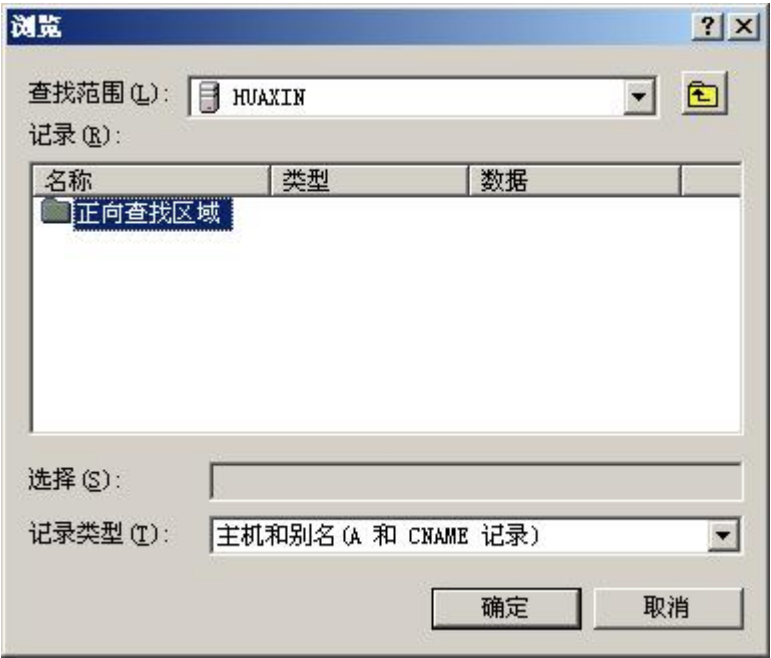 浏览
查找范围(L): HUAXIN
记录(R):
名称 类型 数据
正向查找区域
选择(S):
记录类型(T): 主机和别名(A 和 CNAME 记录)
确定 取消